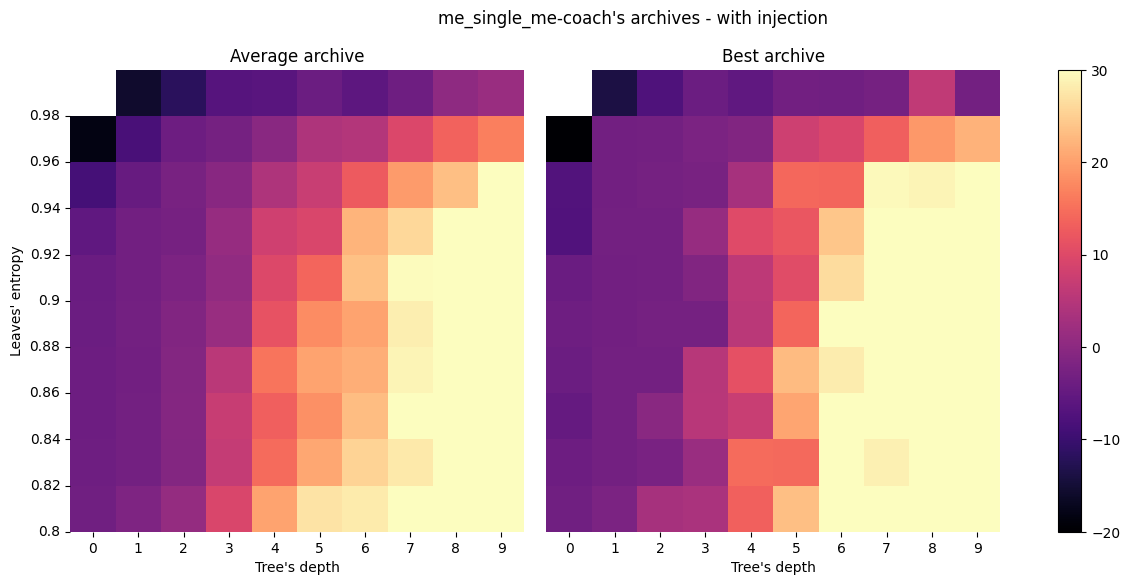 me_single_me-coach's archives - with injection
Average archive
Best archive
Leaves' entropy
0.98
0.96
0.94
0.92
0.9
0.88
0.86
0.84
0.82
0.8
0 1 2 3 4 5 6 7 8 9
Tree's depth
0 1 2 3 4 5 6 7 8 9
Tree's depth
30
20
10
0
−10
−20